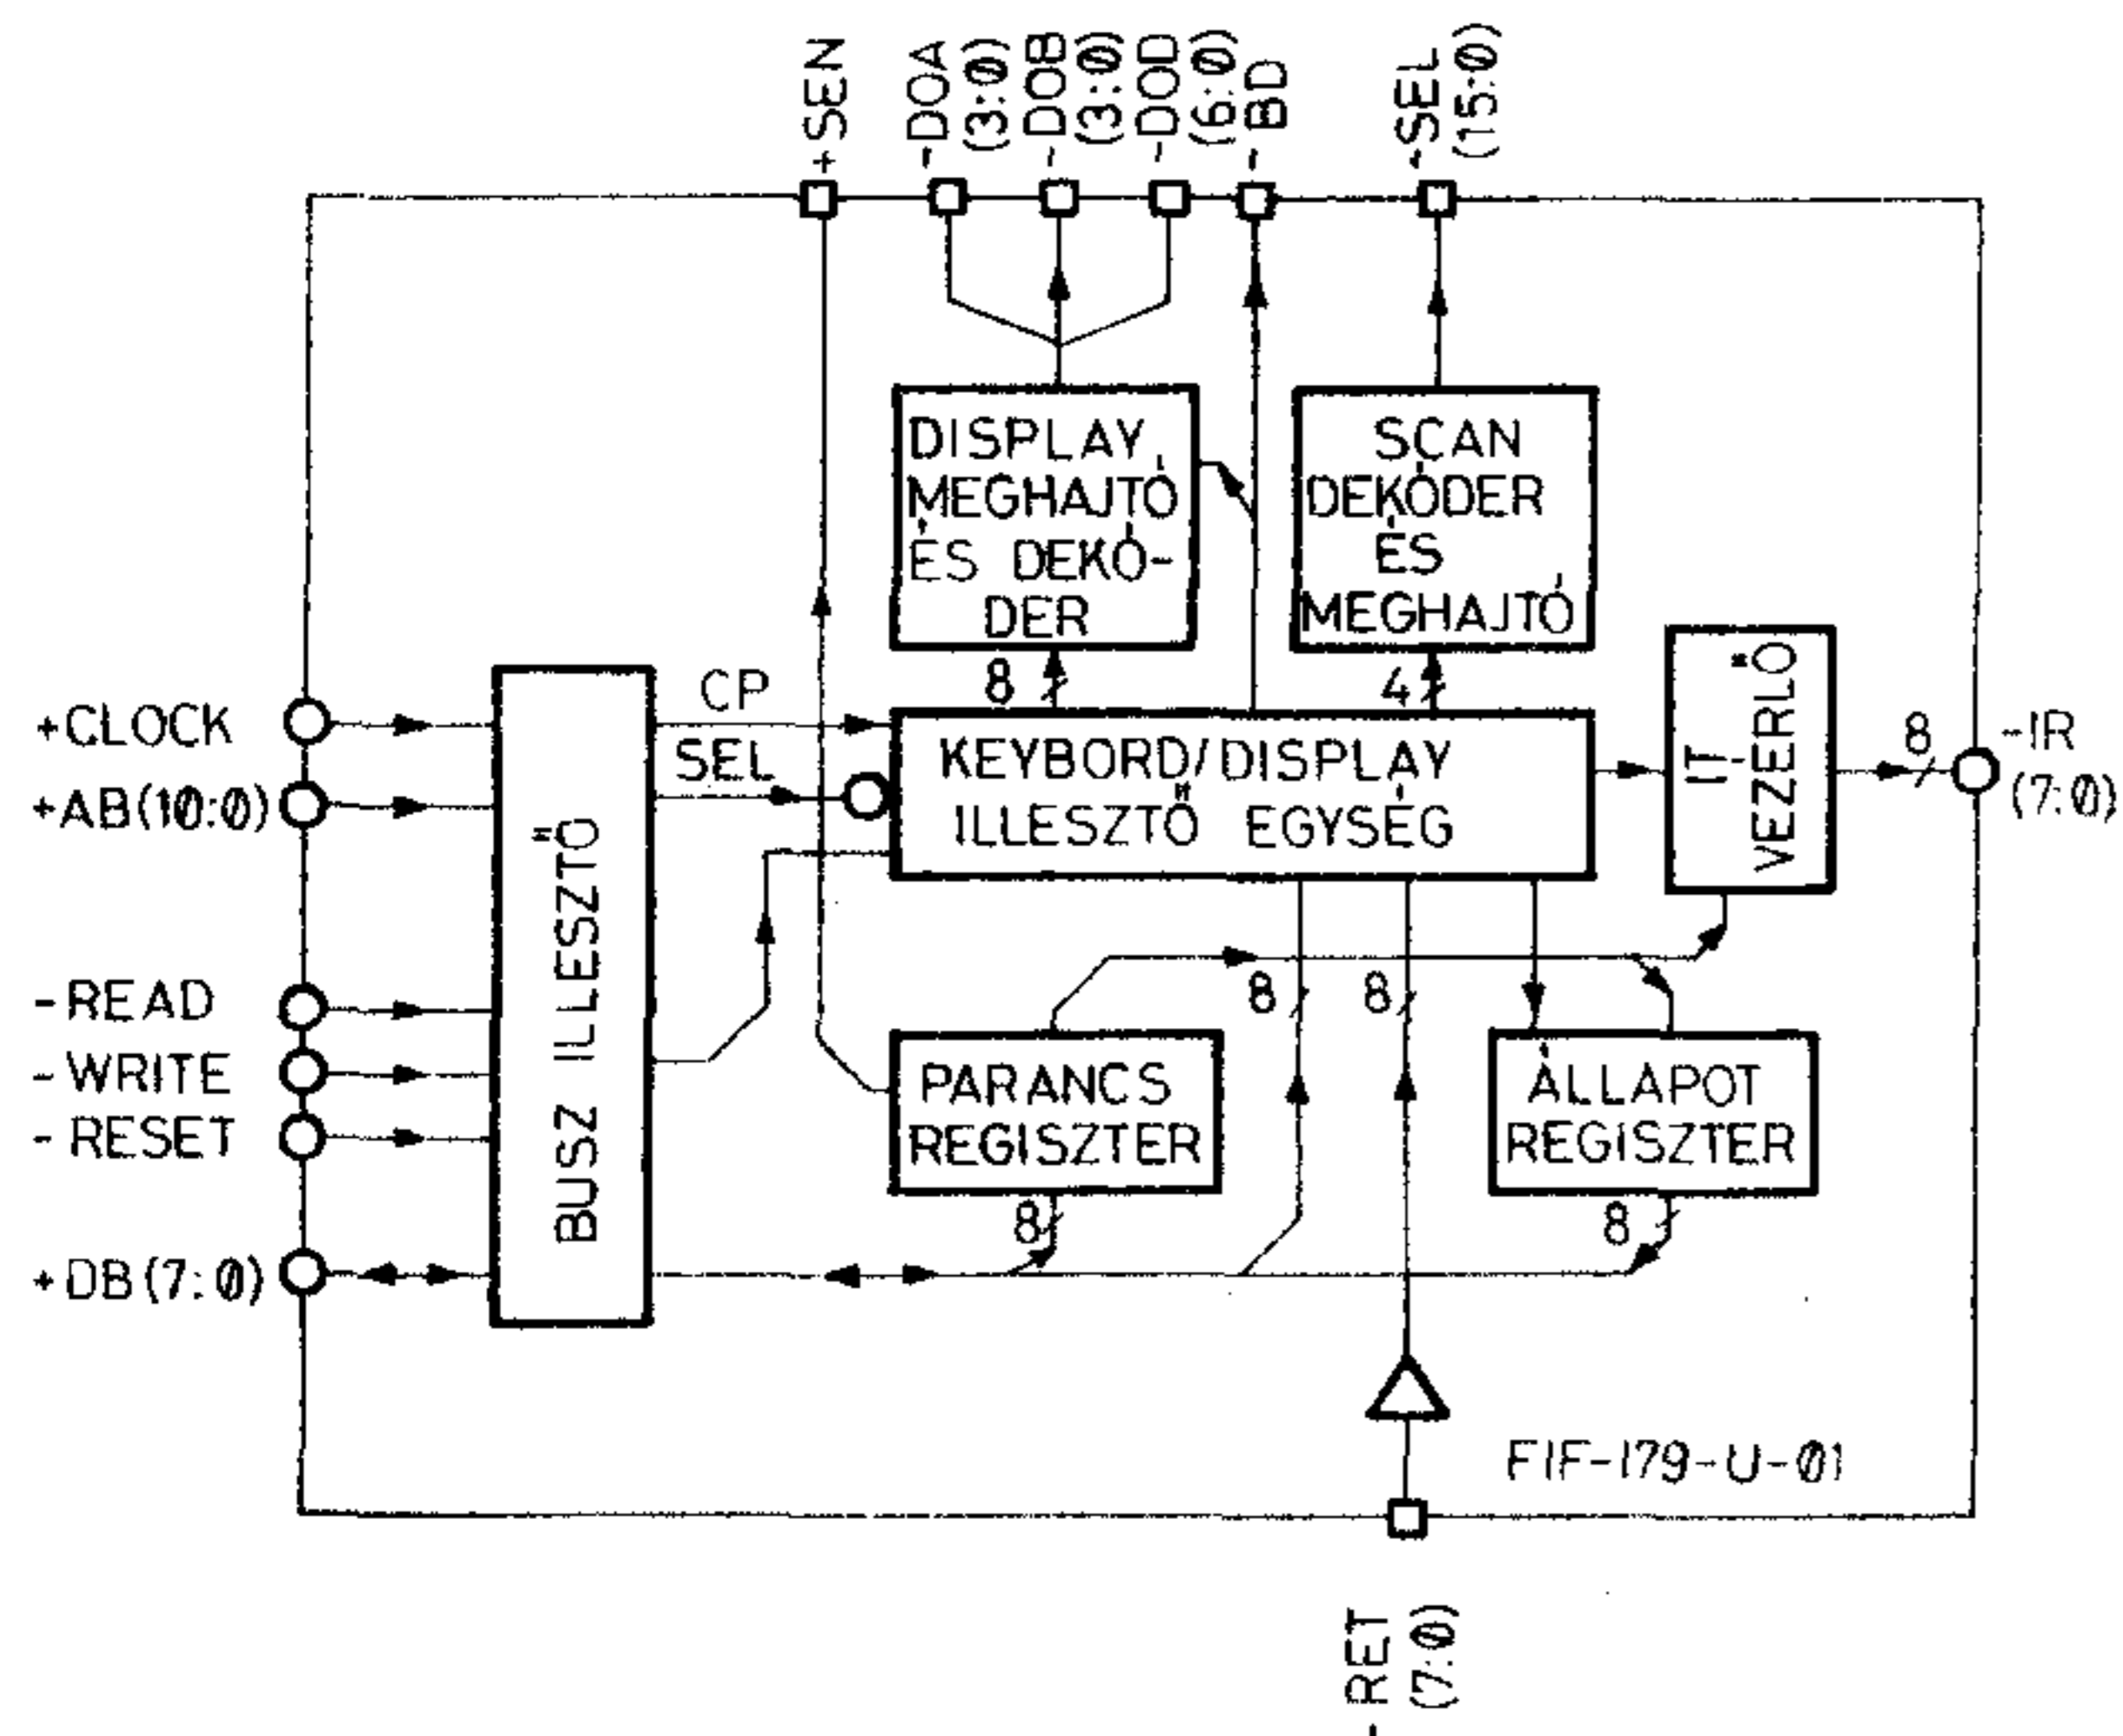 +SEN
-DOA
(3:0)
-DOB
(3:0)
-DOD
(6:0)
-BD
-SEL
(15:0)
DISPLAY
MEGHAJTÓ
ÉS DEKÓ-
DER
SCAN
DEKÓDER
ÉS
MEGHAJTÓ
8
4
+CLOCK
+AB(10:0)
-READ
-WRITE
-RESET
+DB(7:0)
BUSZ ILLESZTŐ
CP
SEL
KEYBORD/DISPLAY
ILLESZTŐ EGYSÉG
IT-
VEZÉRLŐ
8
-IR
(7:0)
8
8
PARANCS
REGISZTER
ÁLLAPOT
REGISZTER
8
8
FIF-179-U-01
-RET
(7:0)